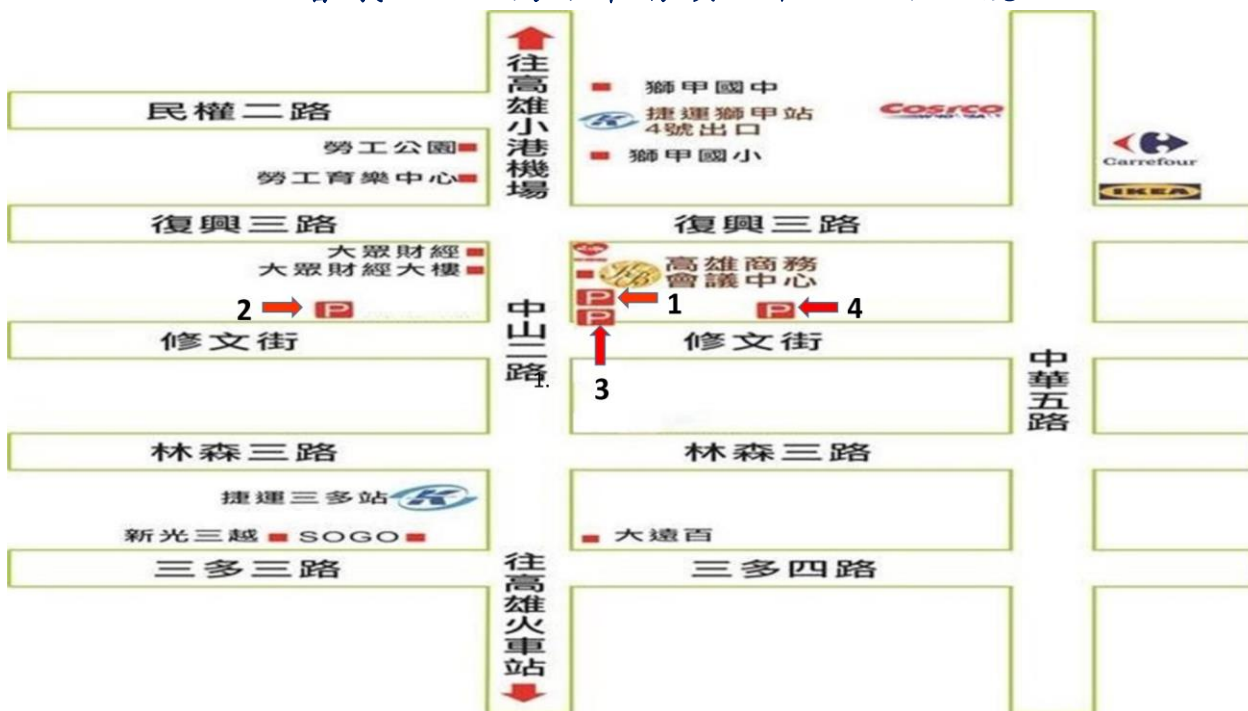 往高雄小港機場
民權二路
勞工公園
勞工育樂中心
獅甲國中
捷運獅甲站
4號出口
獅甲國小
COSTCO
Carrefour
IKEA
復興三路
復興三路
大眾財經
大眾財經大樓
高雄商務
會議中心
2
P
P
1
P
P
4
3
中山二路
1.
修文街
修文街
中華五路
林森三路
林森三路
捷運三多站
新光三越
SOGO
大遠百
三多三路
三多四路
往高雄火車站